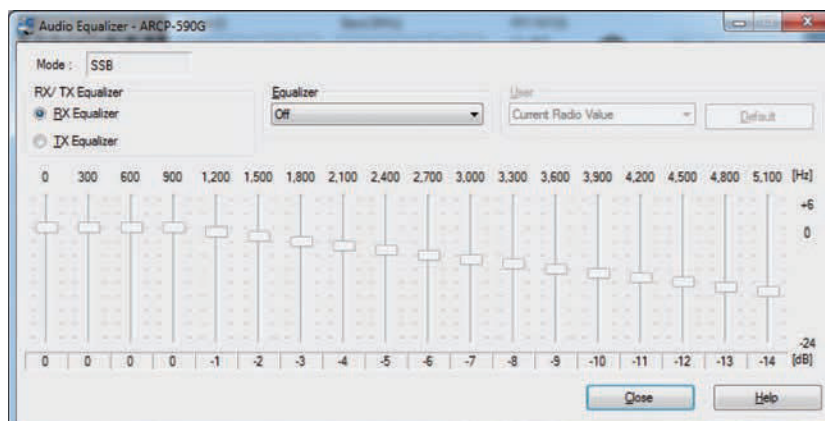 Audio Equalizer - ARCP-590G
Mode : SSB
RX/ TX Equalizer
RX Equalizer
TX Equalizer
Equalizer
Off
User
Current Radio Value
Default
0 300 600 900 1,200 1,500 1,800 2,100 2,400 2,700 3,000 3,300 3,600 3,900 4,200 4,500 4,800 5,100 [Hz]
+6
0
-24
0 0 0 0 -1 -2 -3 -4 -5 -6 -7 -8 -9 -10 -11 -12 -13 -14 [dB]
Close Help